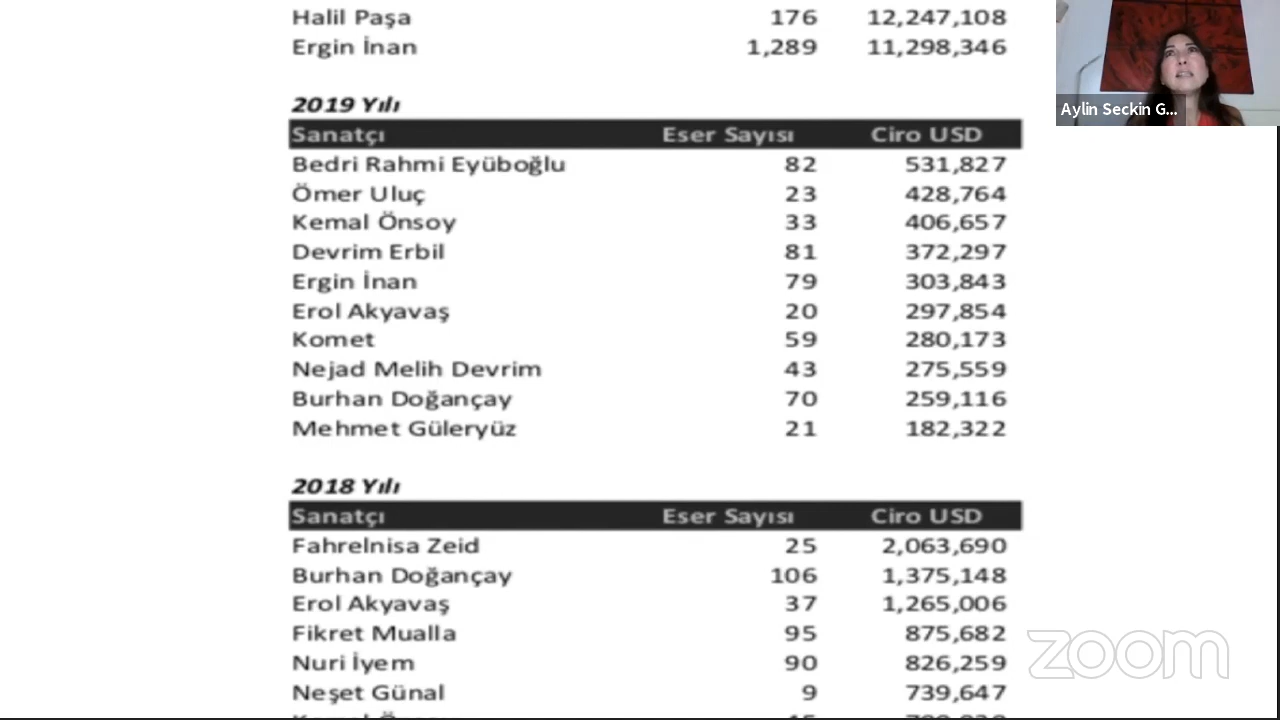 Halil Paşa 176 12,247,108
Ergin İnan 1,289 11,298,346
Aylin Seckin G...
2019 Yılı
Sanatçı Eser Sayısı Ciro USD
Bedri Rahmi Eyüboğlu 82 531,827
Ömer Uluç 23 428,764
Kemal Önsoy 33 406,657
Devrim Erbil 81 372,297
Ergin İnan 79 303,843
Erol Akyavaş 20 297,854
Komet 59 280,173
Nejad Melih Devrim 43 275,559
Burhan Doğançay 70 259,116
Mehmet Güleryüz 21 182,322
2018 Yılı
Sanatçı Eser Sayısı Ciro USD
Fahrelnisa Zeid 25 2,063,690
Burhan Doğançay 106 1,375,148
Erol Akyavaş 37 1,265,006
Fikret Mualla 95 875,682
Nuri İyem 90 826,259
Neşet Günal 9 739,647
zoom